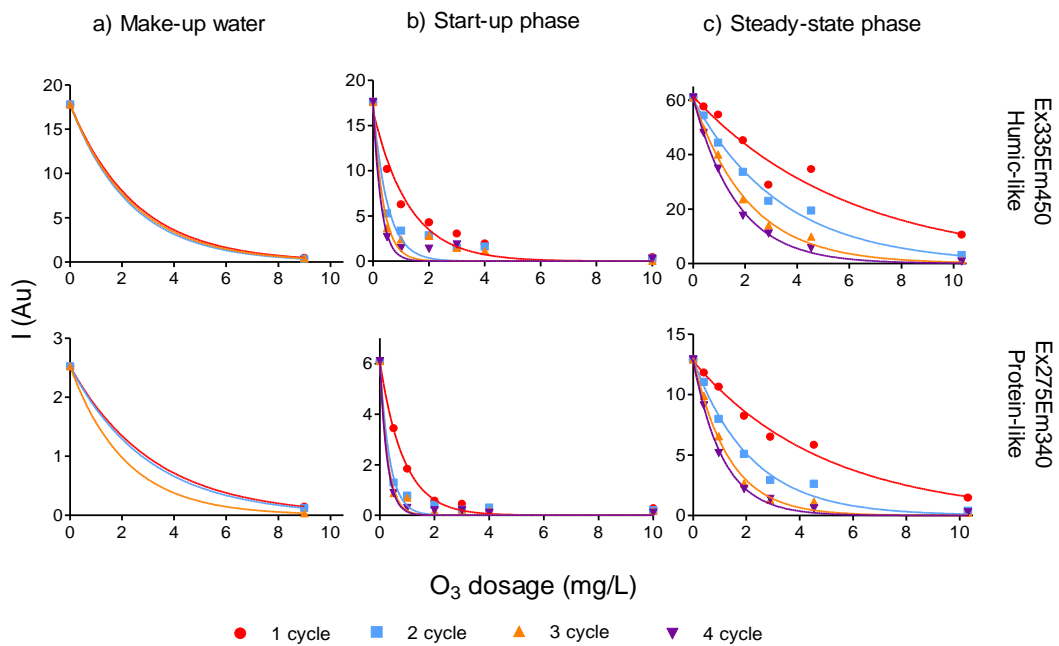 a) Make-up water
b) Start-up phase
c) Steady-state phase
20
15
10
5
0
0 2 4 6 8 10
20
15
10
5
0
0 2 4 6 8 10
60
40
20
0
0 2 4 6 8 10
Ex335Em450
Humic-like
I (Au)
3
2
1
0
0 2 4 6 8 10
6
4
2
0
0 2 4 6 8 10
15
10
5
0
0 2 4 6 8 10
Ex275Em340
Protein-like
O3 dosage (mg/L)
1 cycle 2 cycle 3 cycle 4 cycle